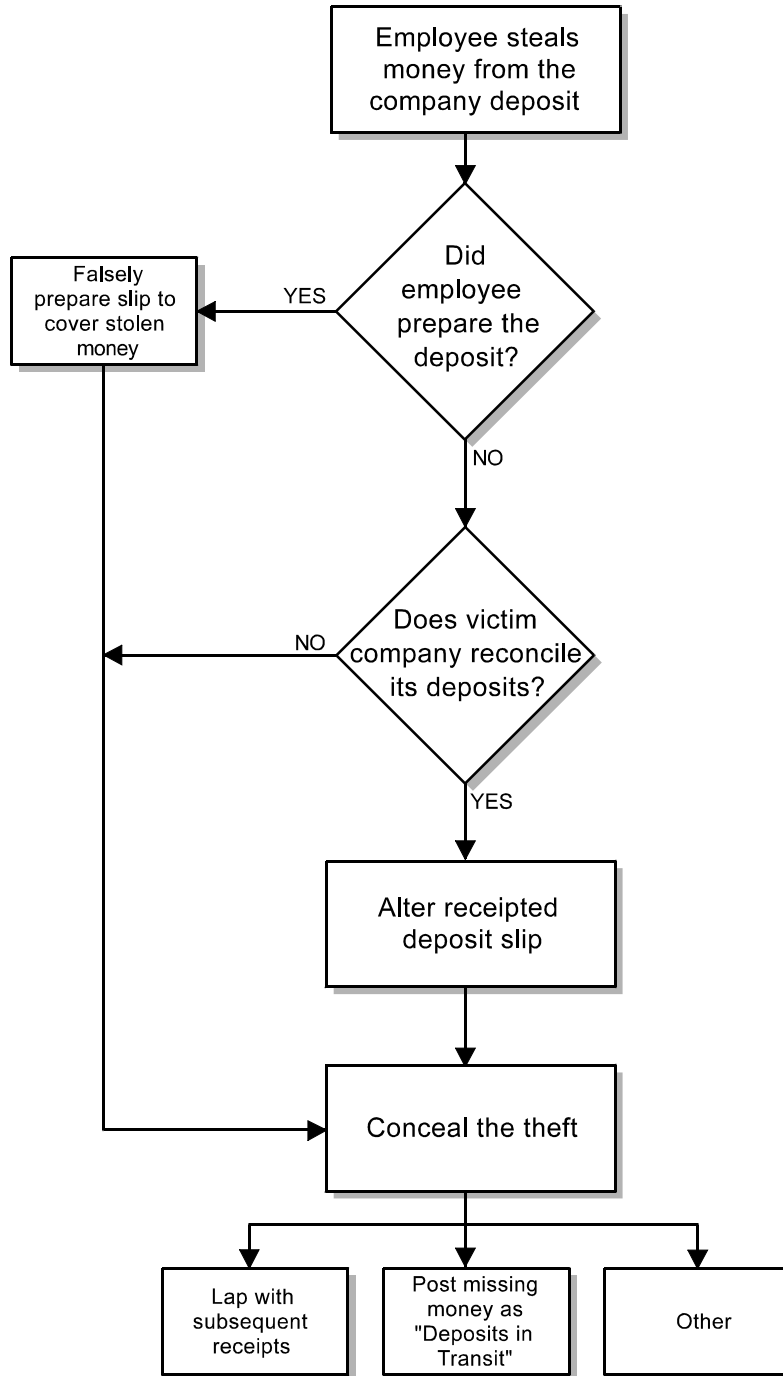 Employee steals
money from the
company deposit
Did
employee
prepare the
deposit?
YES
Falsely
prepare slip to
cover stolen
money
NO
Does victim
company reconcile
its deposits?
NO
YES
Alter receipted
deposit slip
Conceal the theft
Lap with
subsequent
receipts
Post missing
money as
"Deposits in
Transit"
Other